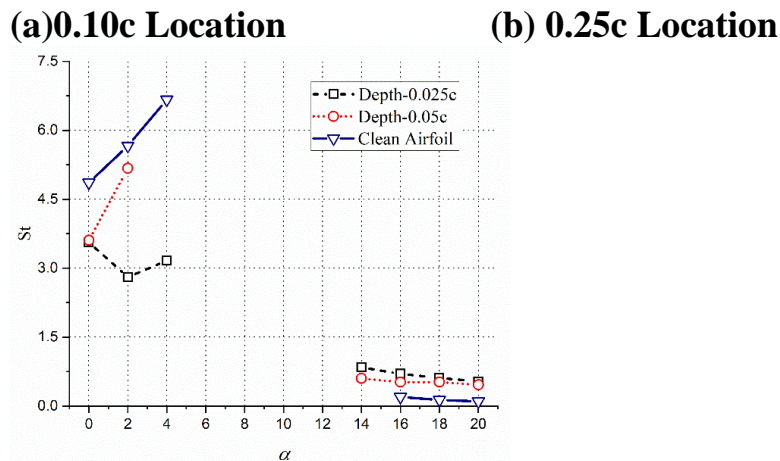 (a)0.10c Location (b) 0.25c Location
7.5
6.0
4.5
3.0
1.5
0.0
St
Depth-0.025c
Depth-0.05c
Clean Airfoil
0 2 4 6 8 10 12 14 16 18 20
α